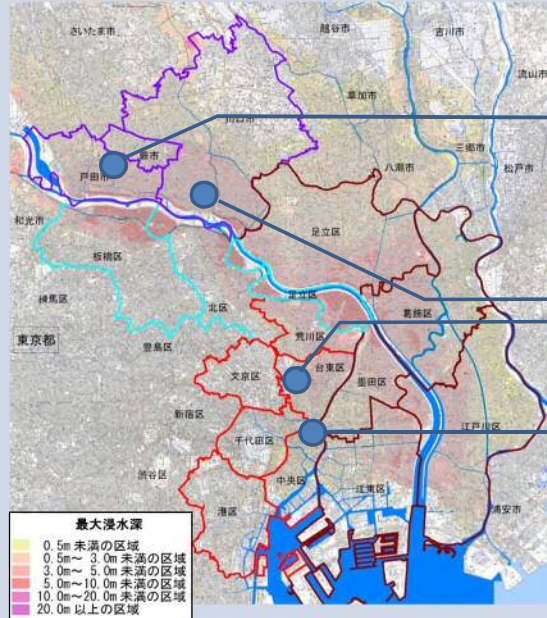 さいたま市
越谷市
吉川市
流山市
草加市
川口市
三郷市
蕨市
戸田市
八潮市
松戸市
和光市
足立区
板橋区
練馬区
北区
足立区
葛飾区
東京都
豊島区
荒川区
台東区
文京区
墨田区
新宿区
江戸川区
千代田区
渋谷区
中央区
江東区
浦安市
港区
最大浸水深
0.5m 未満の区域
0.5m~ 3.0m 未満の区域
3.0m~ 5.0m 未満の区域
5.0m~10.0m 未満の区域
10.0m~20.0m 未満の区域
20.0m 以上の区域